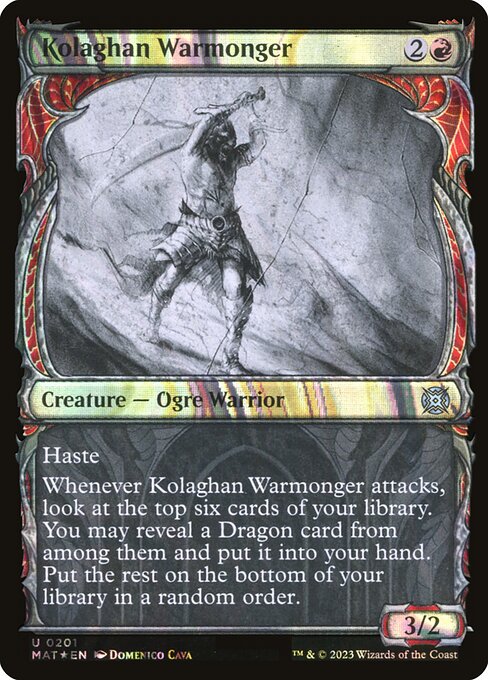 Kolaghan Warmonger 2
Creature — Ogre Warrior
Haste
Whenever Kolaghan Warmonger attacks,
look at the top six cards of your library.
You may reveal a Dragon card from
among them and put it into your hand.
Put the rest on the bottom of your
library in a random order.
3/2
U 0201
MAT★EN Domenico Cava ™ & © 2023 Wizards of the Coast